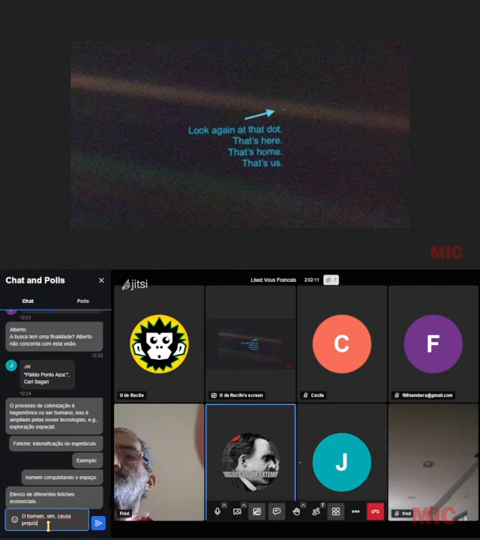 Look again at that dot.
That's here.
That's home.
That's us.
MIC
Chat and Polls
Chat
Polls
12:23
Alberto
A busca tem uma finalidade? Alberto
não concorda com esta visão.
12:23
J
JR
"Pálido Ponto Azul.",
Carl Sagan
12:24
O processo de colonização é
hegemônico no ser humano; isso é
ampliado pelas novas tecnologias, e.g.,
exploração espacial.
Fetiche: intensificação do espetáculo.
Exemplo:
homem conquistando o espaço.
Elenco de diferentes fetiches
ecossociais.
O homem, sim, causa
prejuíz
jitsi
Lisez Vous Francais
2:02:11
U de Recife
U de Recife's screen
C
Cecile
F
Fred
J
fred
MIC